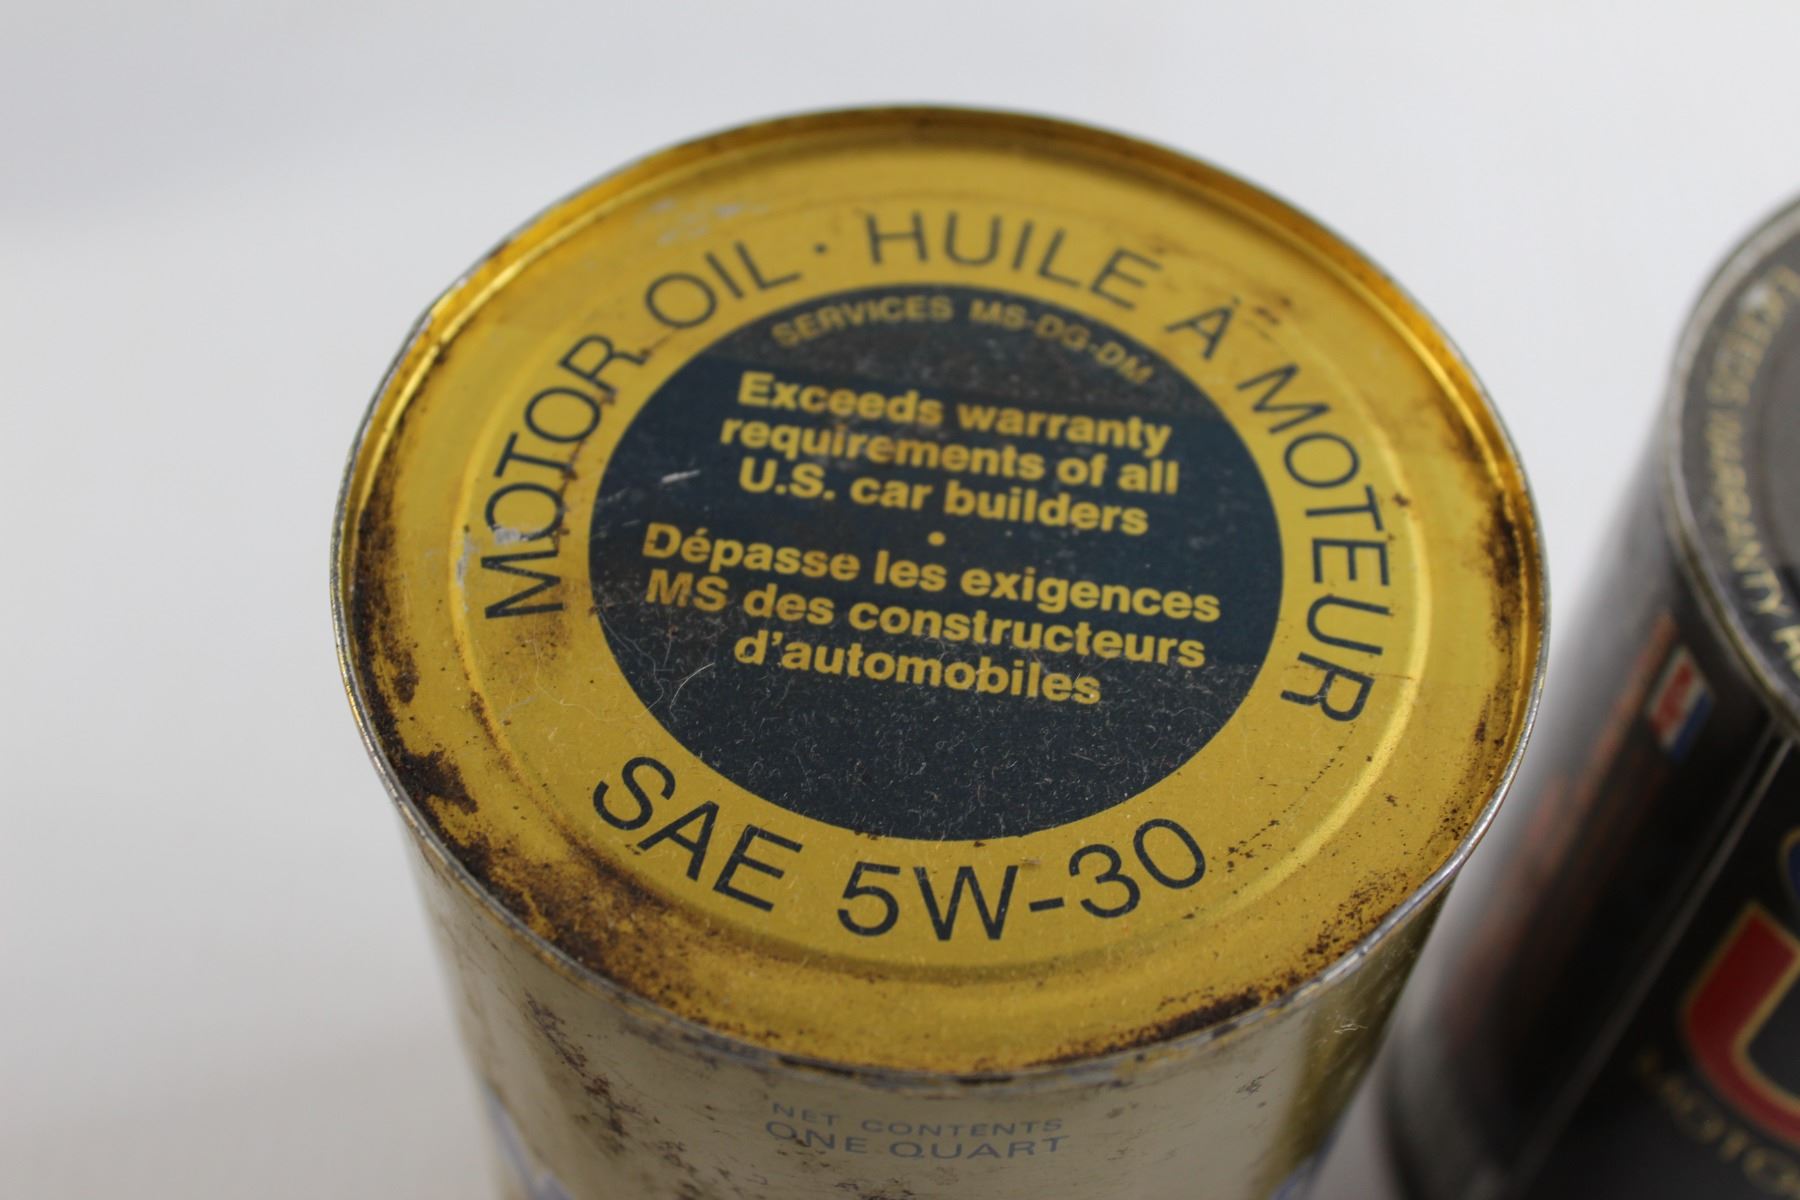 MOTOR OIL · HUILE À MOTEUR
SERVICES MS-DG-DM
Exceeds warranty
requirements of all
U.S. car builders
•
Dépasse les exigences
MS des constructeurs
d'automobiles
SAE 5W-30
NET CONTENTS
ONE QUART